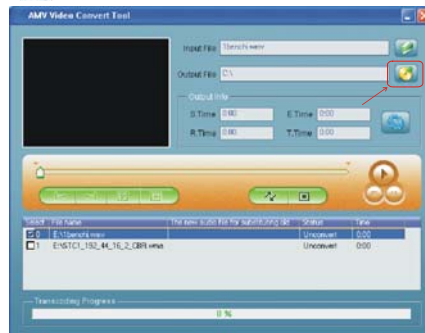 AMV Video Convert Tool
Input File 1bench.wmv
Output File C:\
Output Info
S.Time 0:00 E.Time 0:00
R.Time 0:00 T.Time 0:00
Select File Name The new audio file for substituting old Status Time
0 E:\1bench.wmv Unconvert 0:00
1 E:\STC1_192_44_16_2_CBR.wma Unconvert 0:00
Transcoding Progress
0 %